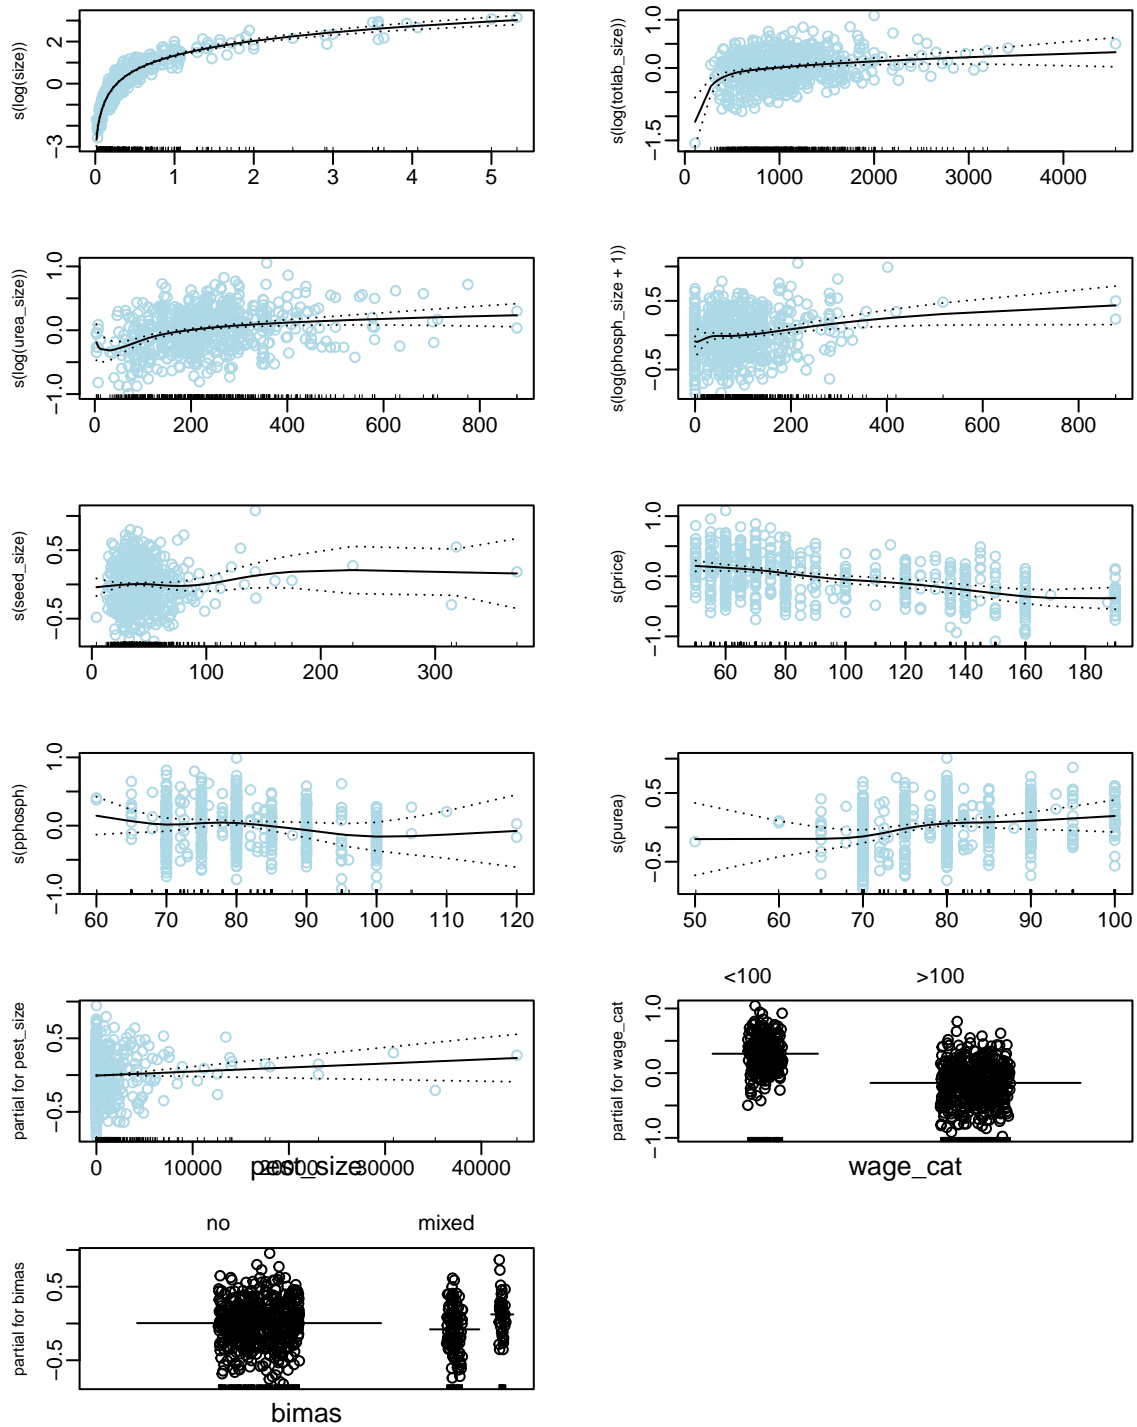 s(log(size))
2
0
−3
0 1 2 3 4 5
s(log(totlab_size))
1.0
0.0
−1.5
0 1000 2000 3000 4000
s(log(urea_size))
1.0
0.0
−1.0
0 200 400 600 800
s(log(phosph_size + 1))
0.5
−0.5
0 200 400 600 800
s(seed_size)
0.5
−0.5
0 100 200 300
s(price)
1.0
0.0
−1.0
60 80 100 120 140 160 180
s(pphosph)
1.0
0.0
−1.0
60 70 80 90 100 110 120
s(purea)
0.5
−0.5
50 60 70 80 90 100
partial for pest_size
0.5
−0.5
0 10000 20000 30000 40000
pest_size
<100 >100
partial for wage_cat
1.0
0.0
−1.0
wage_cat
no mixed
partial for bimas
0.5
−0.5
bimas